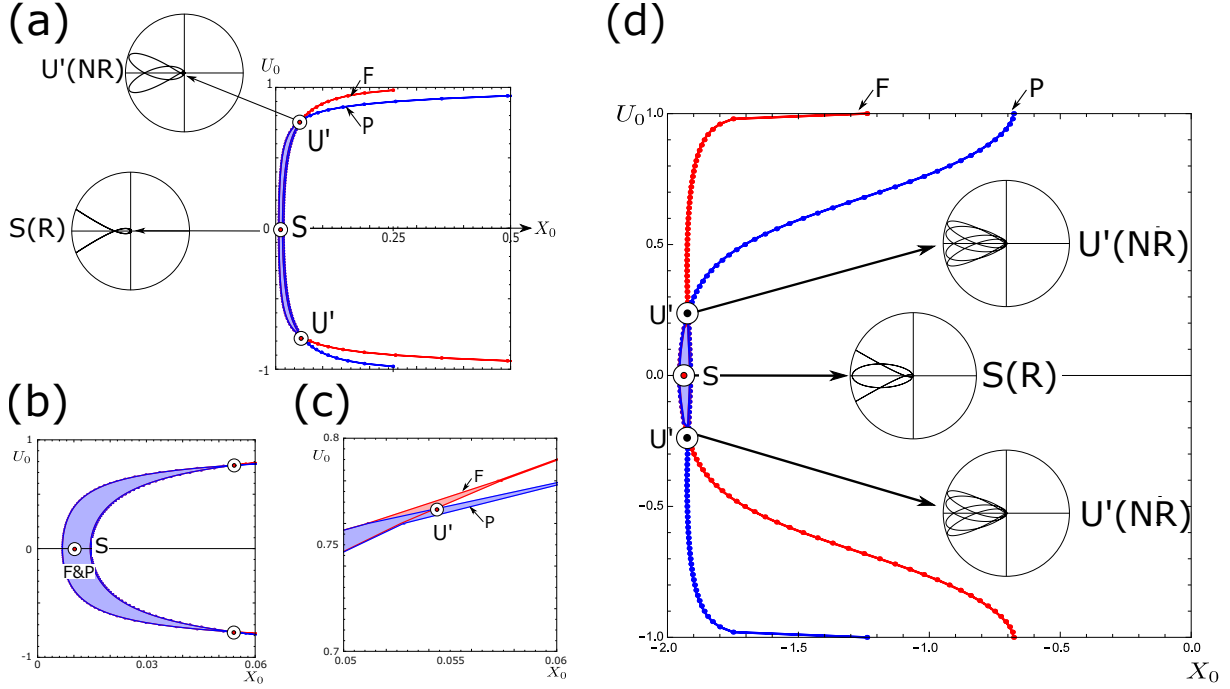 (a)
U'(NR)
S(R)
U₀
1
0
-1
F
P
U'
S
U'
0.25
0.5
X₀
(b)
U₀
1
0
-1
S
F&P
0
0.03
0.06
X₀
(c)
U₀
0.8
0.75
0.7
F
U'
P
0.05
0.055
0.06
X₀
(d)
F
P
U₀
1.0
0.5
0.0
−0.5
−1.0
U'
S
U'
U'(NR)
S(R)
U'(NR)
−2.0
−1.5
−1.0
−0.5
0.0
X₀